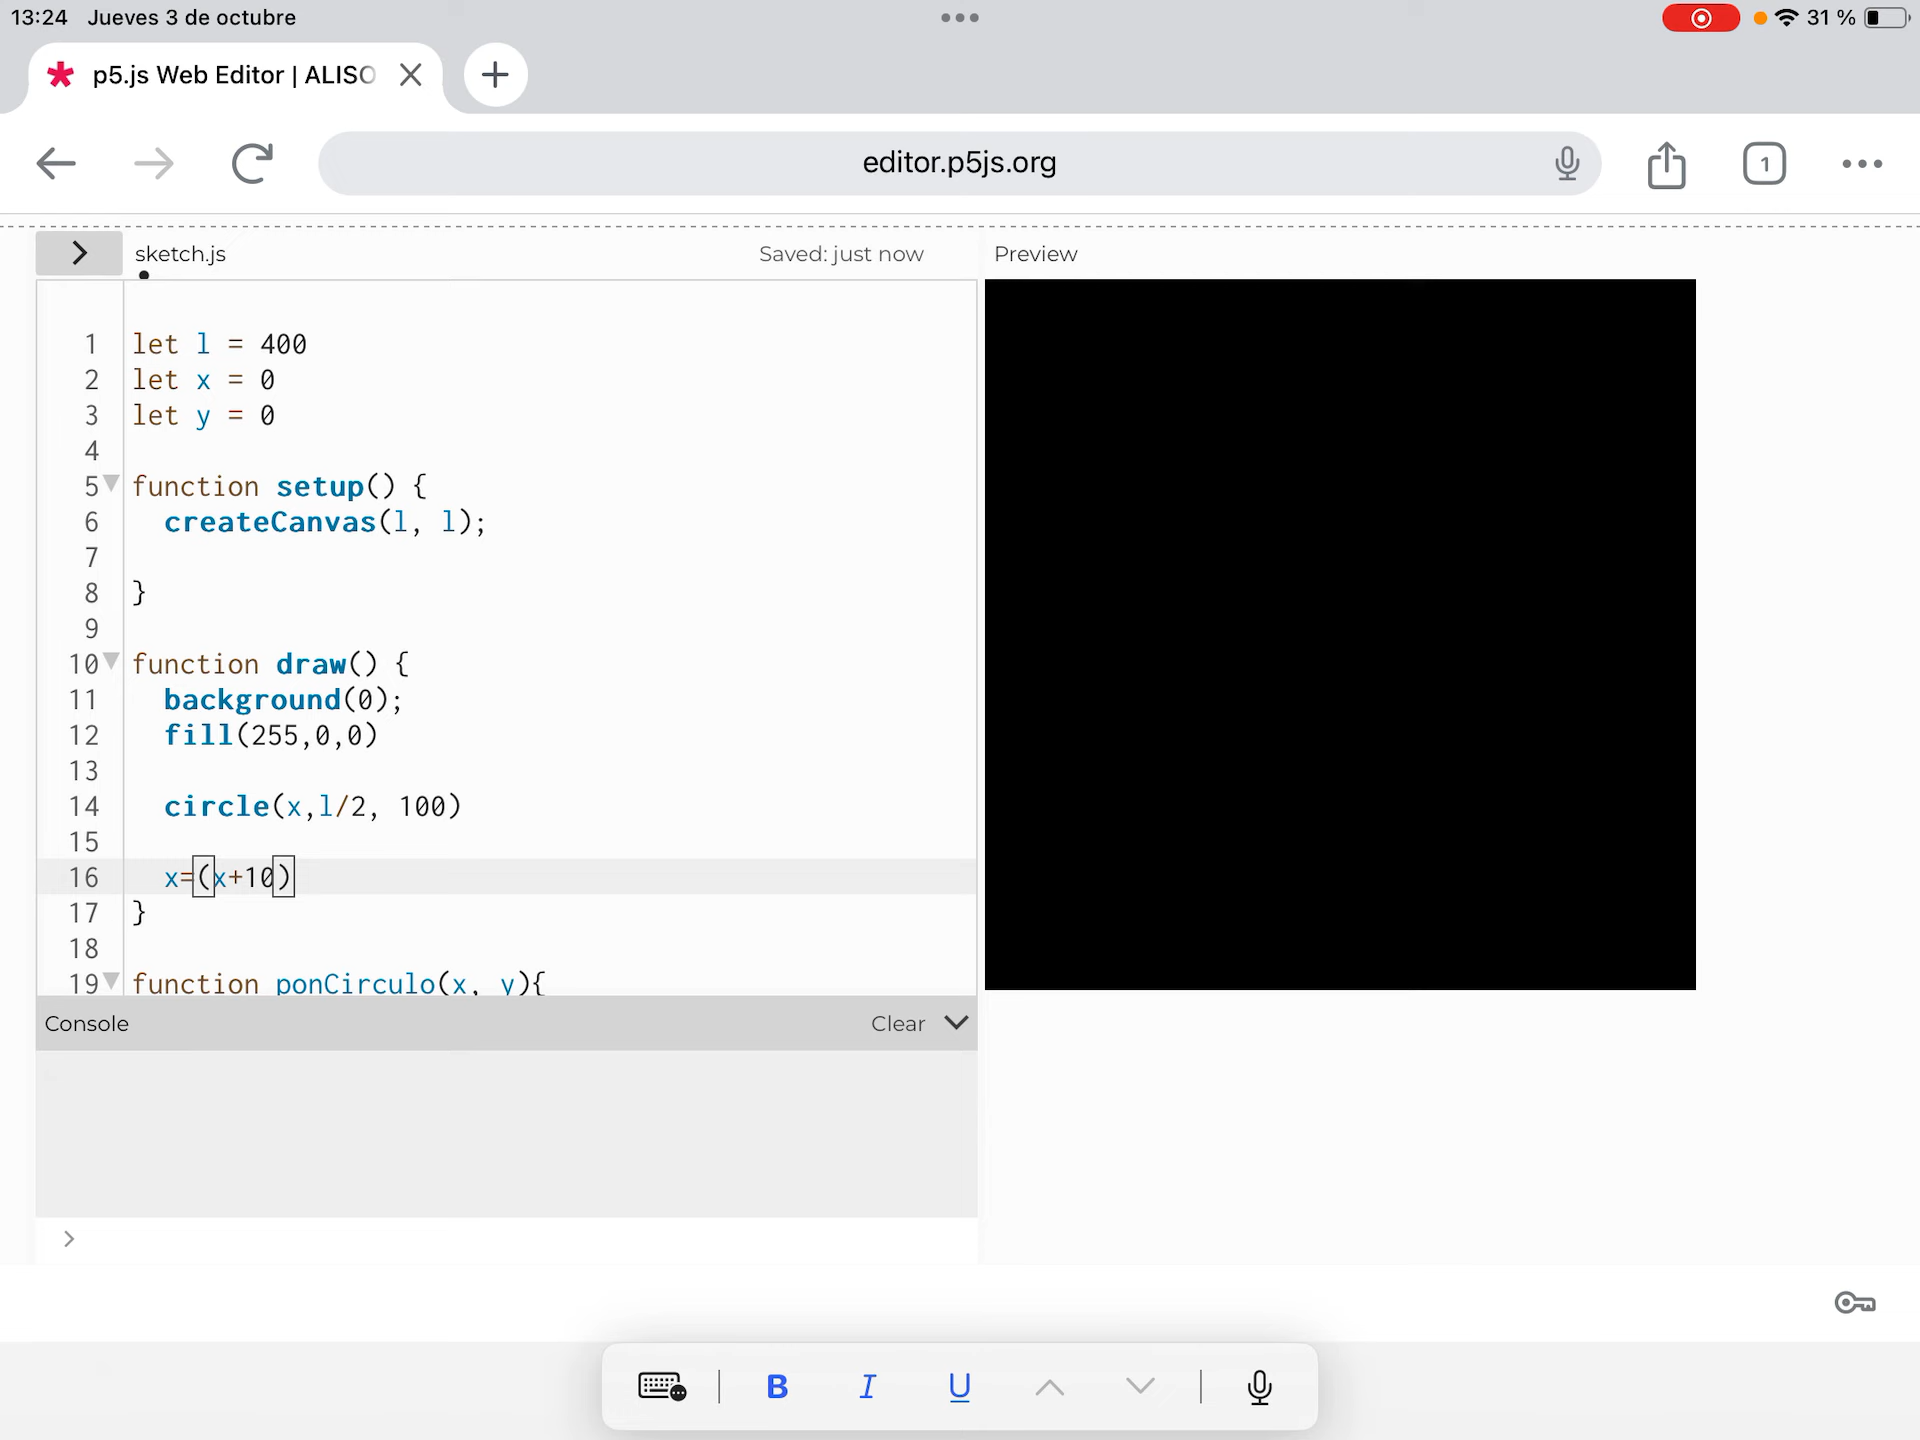 13:24 Jueves 3 de octubre
31 %
p5.js Web Editor | ALISO
editor.p5js.org
1
sketch.js
Saved: just now
Preview
1 let l = 400
2 let x = 0
3 let y = 0
4
5 function setup() {
6 createCanvas(l, l);
7
8 }
9
10 function draw() {
11 background(0);
12 fill(255,0,0)
13
14 circle(x,l/2, 100)
15
16 x=(x+10)
17 }
18
19 function ponCirculo(x, y){
Console
Clear
>
B I U